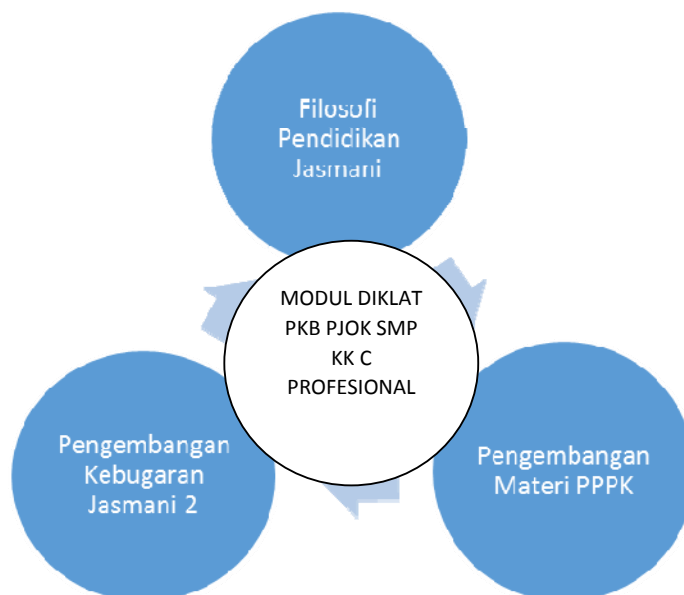 Filosofi
Pendidikan
Jasmani
MODUL DIKLAT
PKB PJOK SMP
KK C
PROFESIONAL
Pengembangan
Kebugaran
Jasmani 2
Pengembangan
Materi PPPK